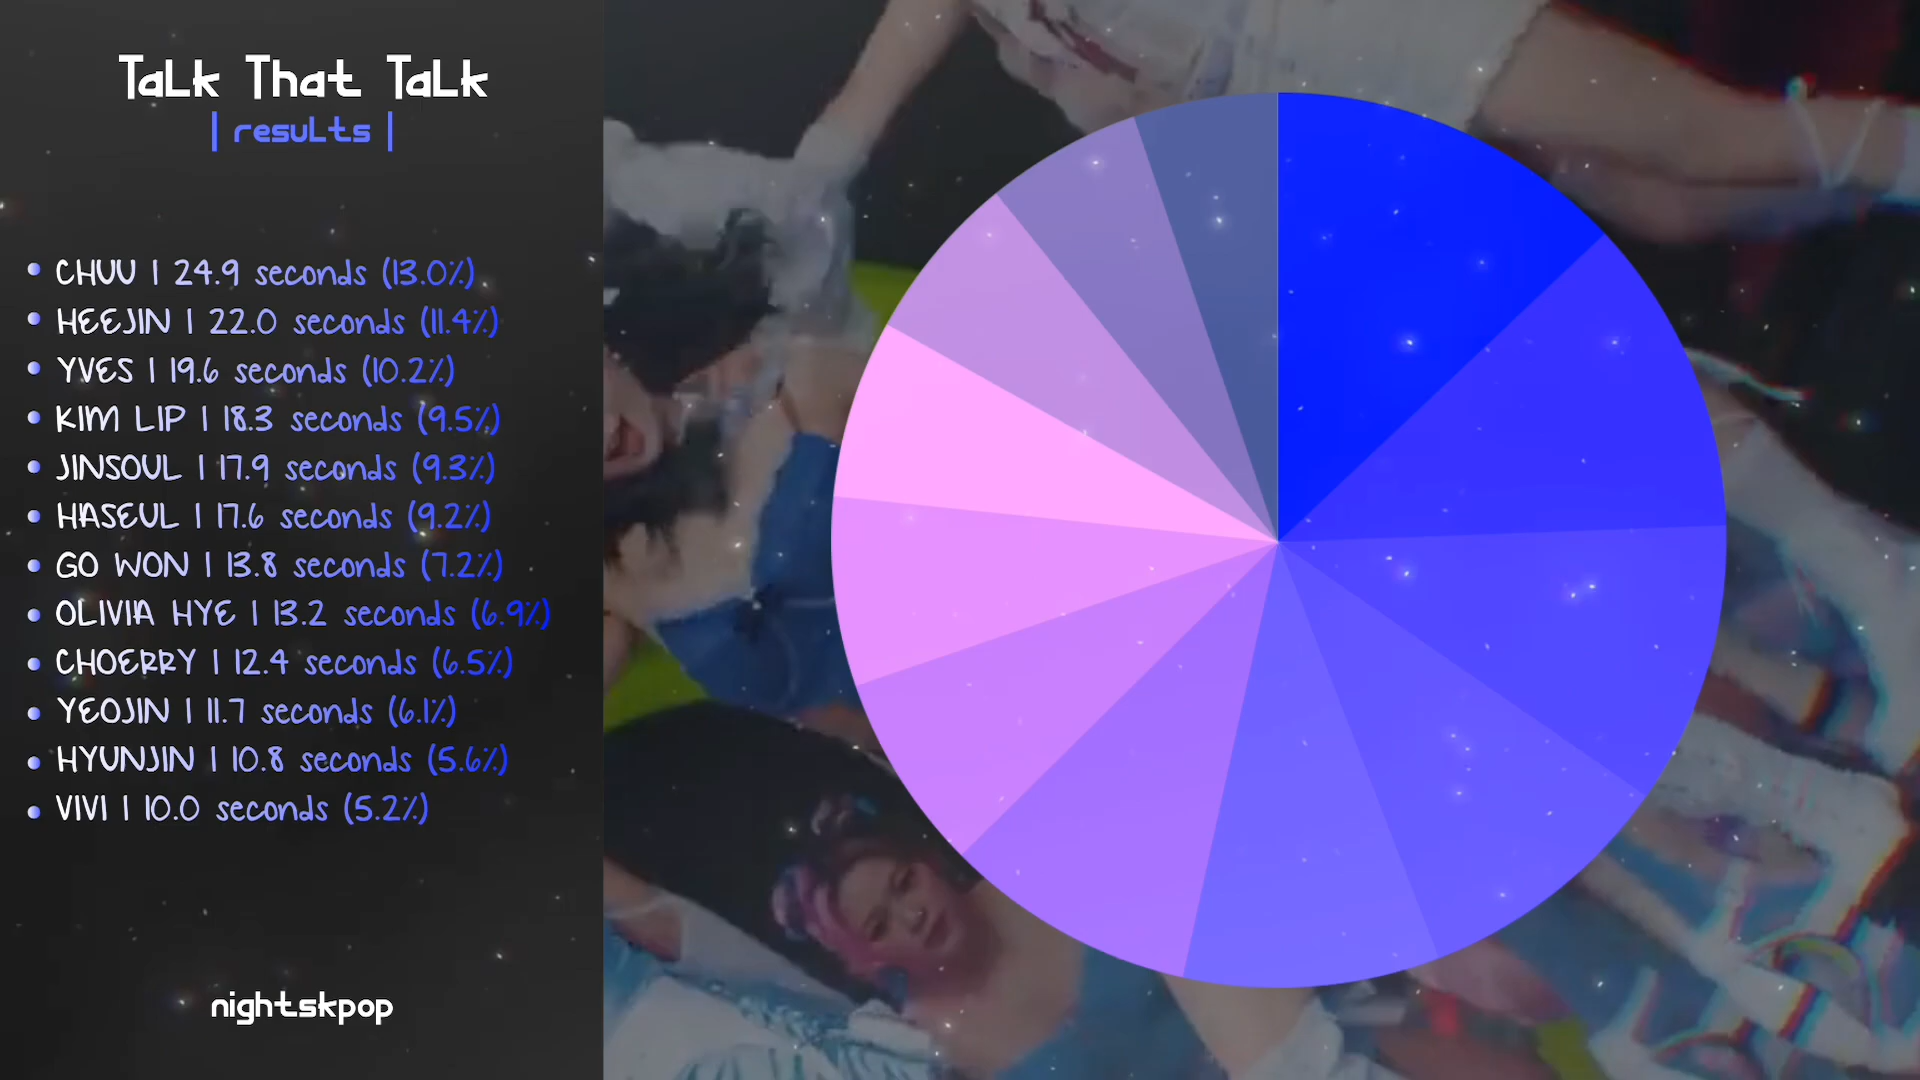 TaLk That TaLk
| resuLts |
• CHUU | 24.9 seconds (13.0%)
• HEEJIN | 22.0 seconds (11.4%)
• YVES | 19.6 seconds (10.2%)
• KIM LIP | 18.3 seconds (9.5%)
• JINSOUL | 17.9 seconds (9.3%)
• HASEUL | 17.6 seconds (9.2%)
• GO WON | 13.8 seconds (7.2%)
• OLIVIA HYE | 13.2 seconds (6.9%)
• CHOERRY | 12.4 seconds (6.5%)
• YEOJIN | 11.7 seconds (6.1%)
• HYUNJIN | 10.8 seconds (5.6%)
• VIVI | 10.0 seconds (5.2%)
nightskpop